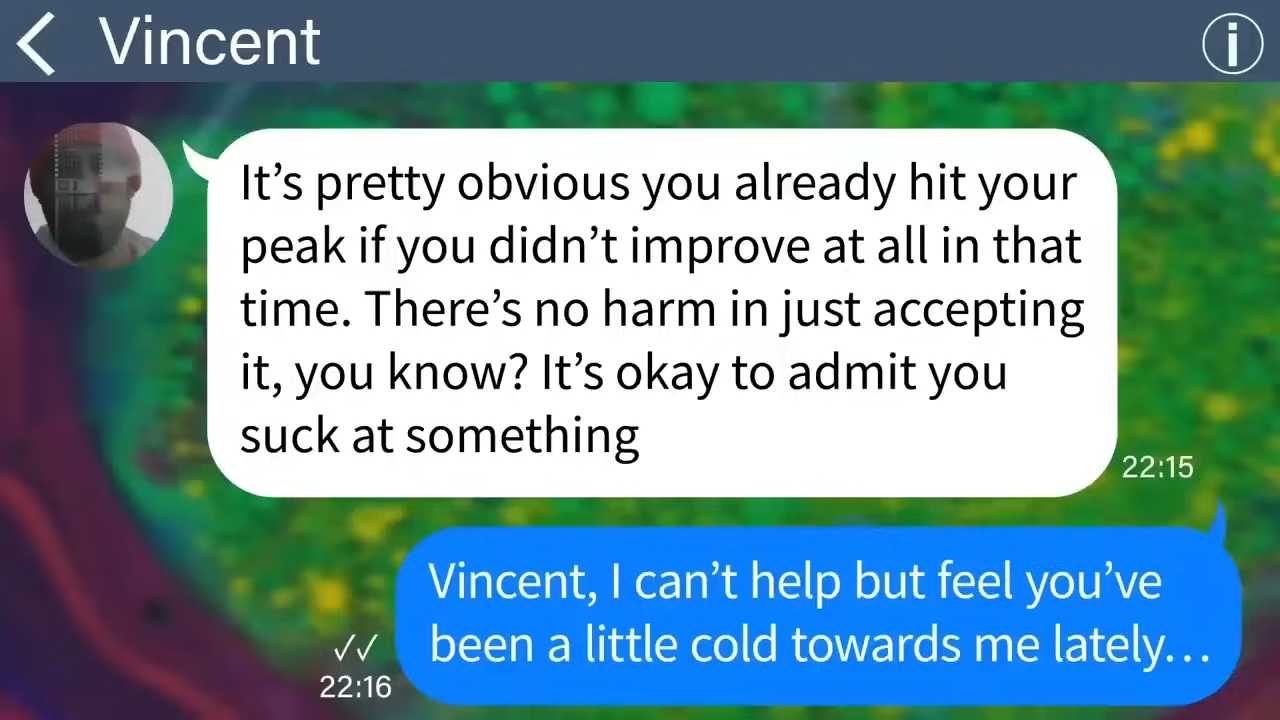 Vincent
It’s pretty obvious you already hit your
peak if you didn’t improve at all in that
time. There’s no harm in just accepting
it, you know? It’s okay to admit you
suck at something
22:15
Vincent, I can’t help but feel you’ve
been a little cold towards me lately…
22:16